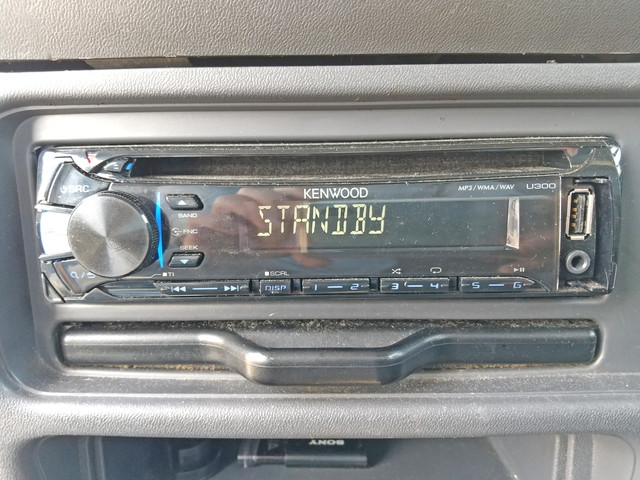 SRC
KENWOOD
MP3/WMA/WAV U300
STANDBY
BAND
FNC
SEEK
TI
SCRL
DISP
1 2
3 4
5 6
SONY